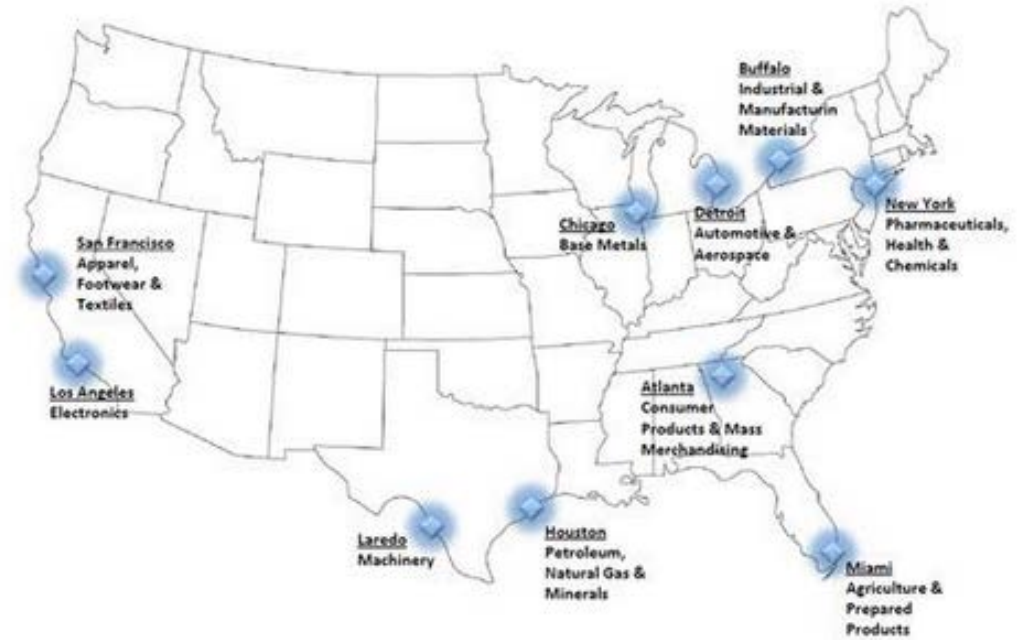 Buffalo
Industrial &
Manufacturin
Materials
New York
Pharmaceuticals,
Health &
Chemicals
Detroit
Automotive &
Aerospace
Chicago
Base Metals
San Francisco
Apparel,
Footwear &
Textiles
Los Angeles
Electronics
Atlanta
Consumer
Products & Mass
Merchandising
Laredo
Machinery
Houston
Petroleum,
Natural Gas &
Minerals
Miami
Agriculture &
Prepared
Products